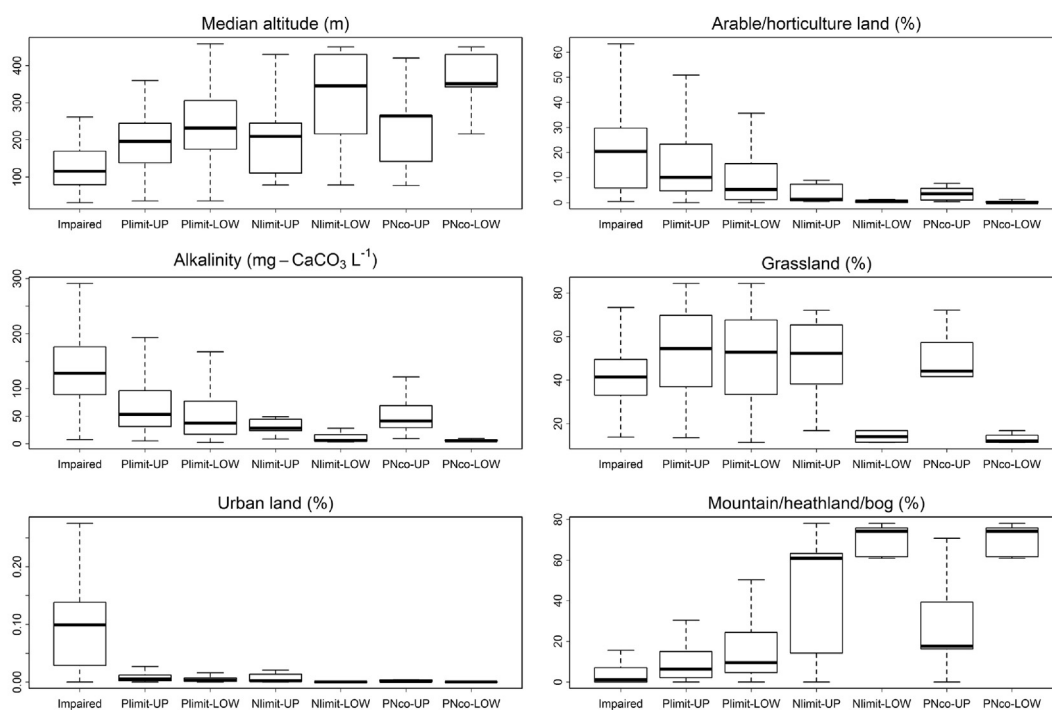 Median altitude (m)
400
300
200
100
Impaired Plimit-UP Plimit-LOW Nlimit-UP Nlimit-LOW PNco-UP PNco-LOW
Arable/horticulture land (%)
60
50
40
30
20
10
0
Impaired Plimit-UP Plimit-LOW Nlimit-UP Nlimit-LOW PNco-UP PNco-LOW
Alkalinity (mg – CaCO₃ L⁻¹)
300
200
100
50
0
Impaired Plimit-UP Plimit-LOW Nlimit-UP Nlimit-LOW PNco-UP PNco-LOW
Grassland (%)
80
60
40
20
Impaired Plimit-UP Plimit-LOW Nlimit-UP Nlimit-LOW PNco-UP PNco-LOW
Urban land (%)
0.20
0.10
0.00
Impaired Plimit-UP Plimit-LOW Nlimit-UP Nlimit-LOW PNco-UP PNco-LOW
Mountain/heathland/bog (%)
80
60
40
20
0
Impaired Plimit-UP Plimit-LOW Nlimit-UP Nlimit-LOW PNco-UP PNco-LOW